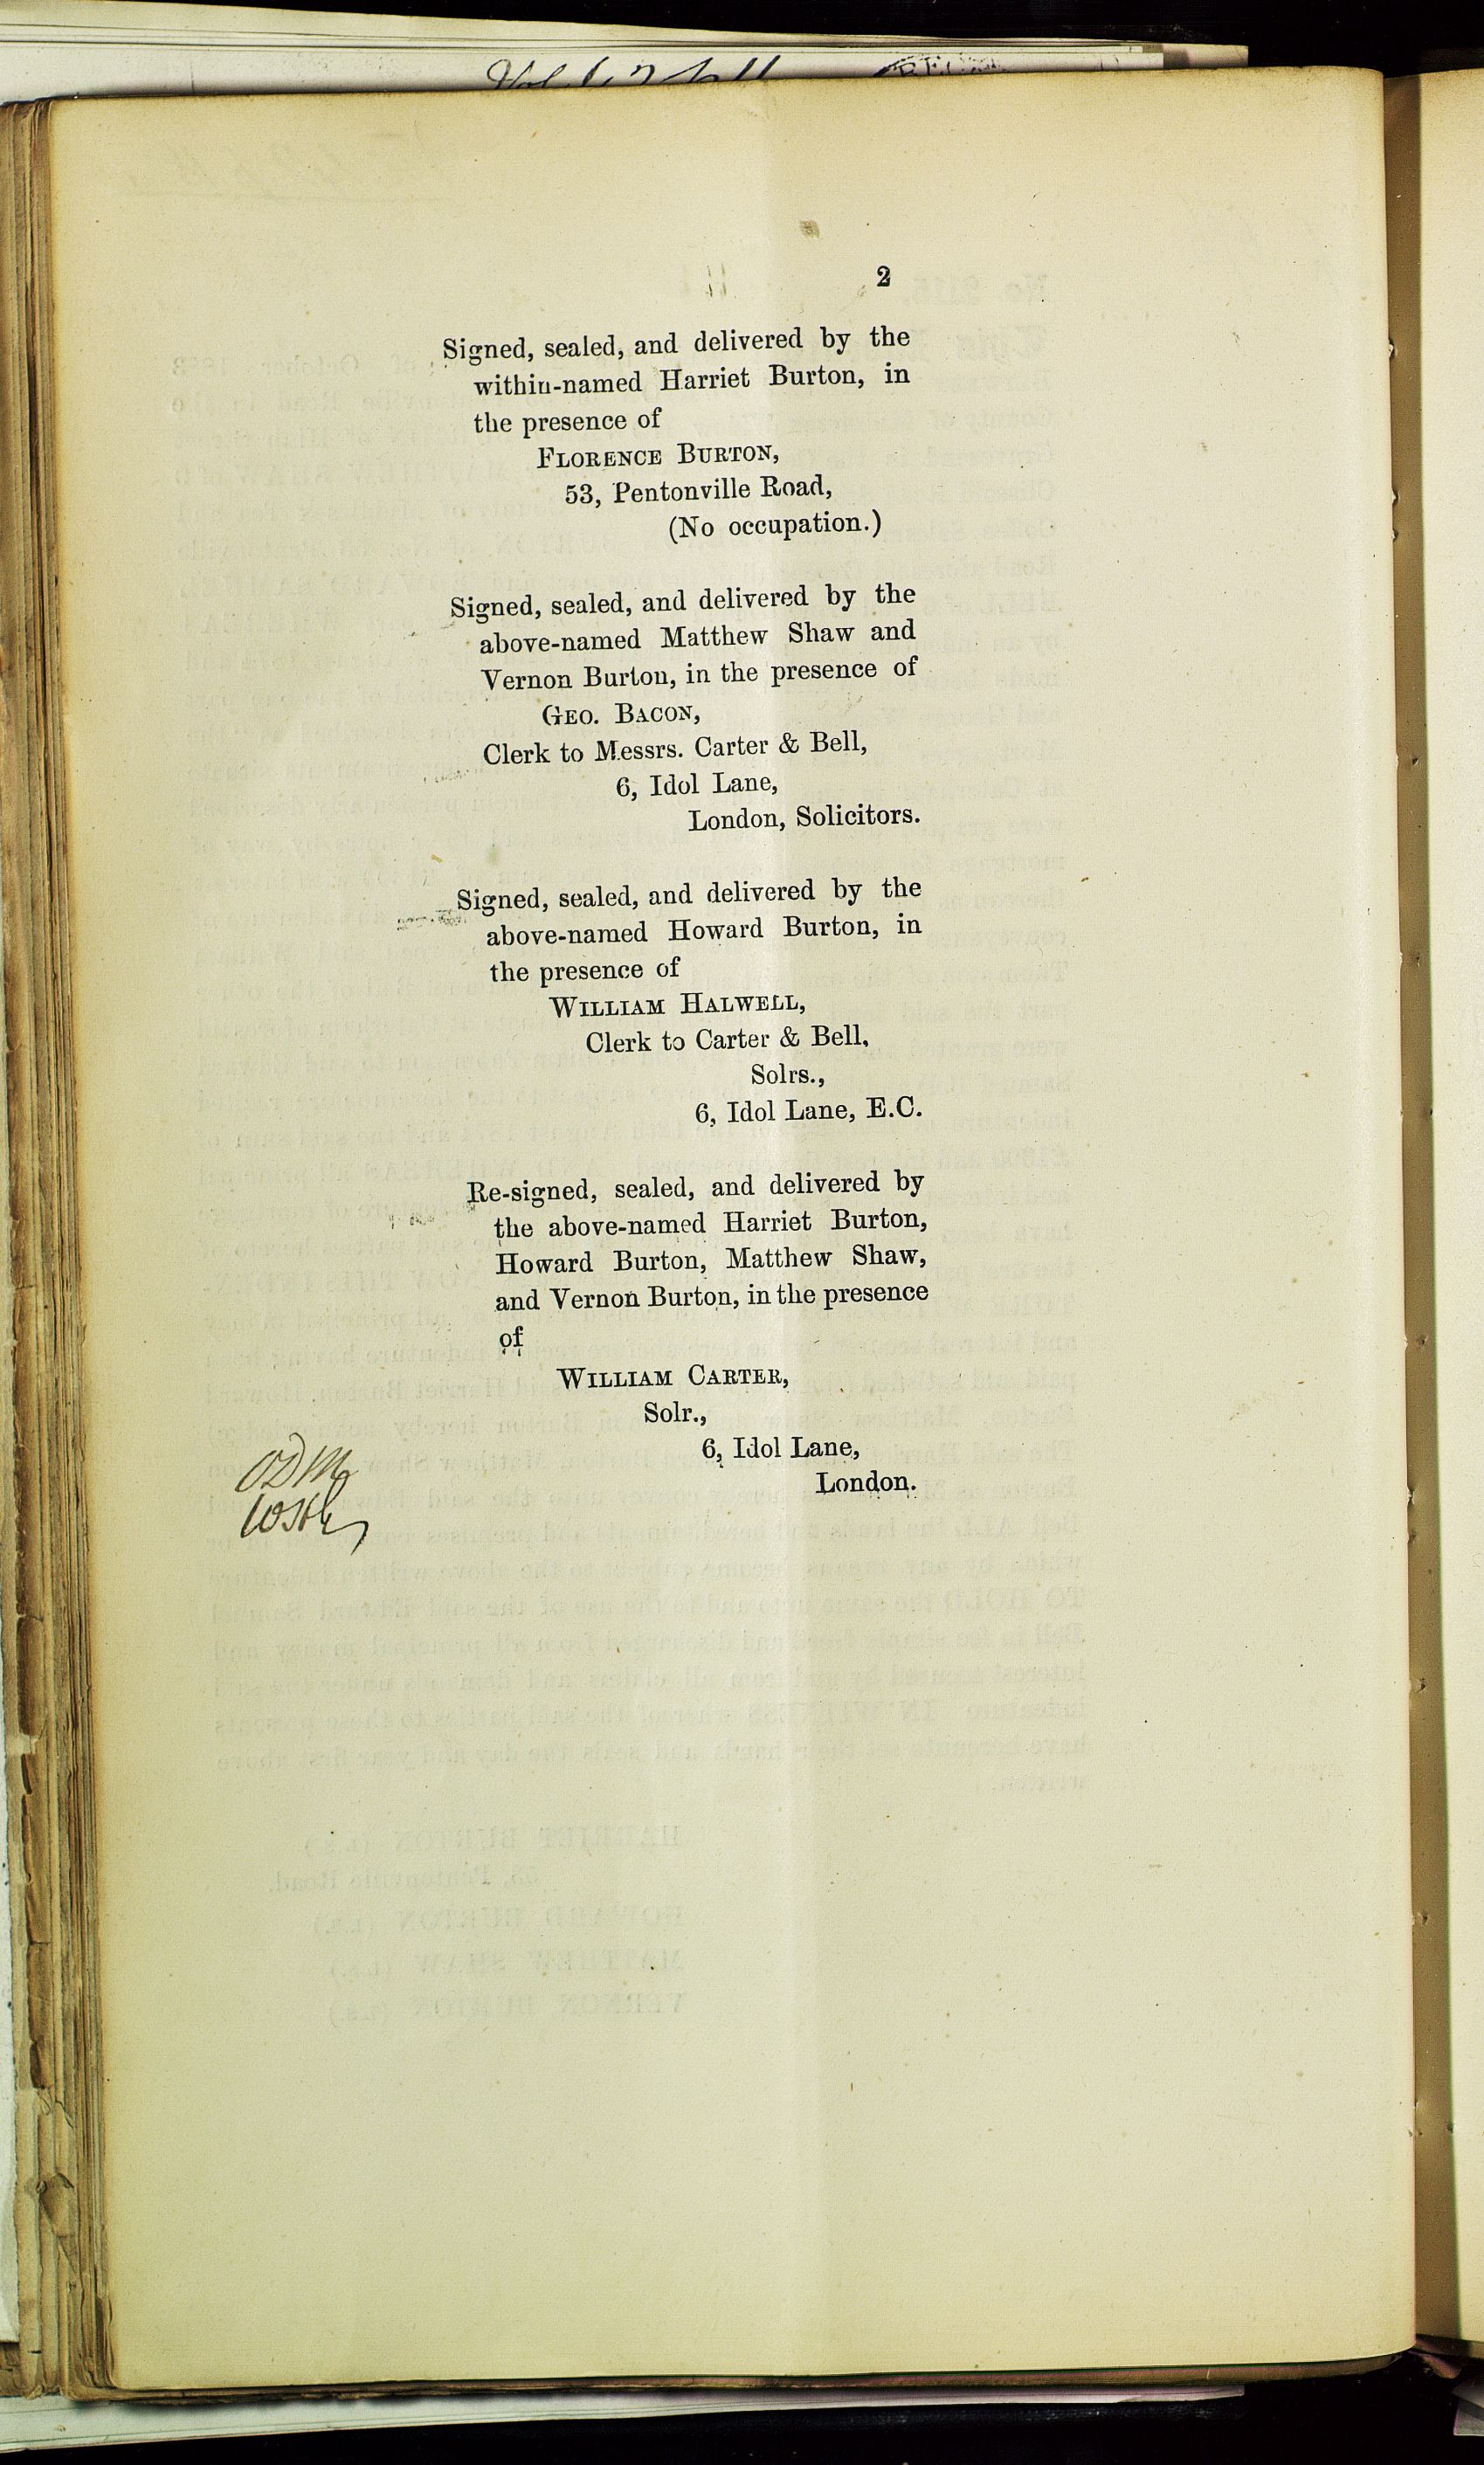 2
Signed, sealed, and delivered by the
within-named Harriet Burton, in
the presence of
FLORENCE BURTON,
53, Pentonville Road,
(No occupation.)
Signed, sealed, and delivered by the
above-named Matthew Shaw and
Vernon Burton, in the presence of
GEO. BACON,
Clerk to Messrs. Carter & Bell,
6, Idol Lane,
London, Solicitors.
Signed, sealed, and delivered by the
above-named Howard Burton, in
the presence of
WILLIAM HALWELL,
Clerk to Carter & Bell,
Solrs.,
6, Idol Lane, E.C.
Re-signed, sealed, and delivered by
the above-named Harriet Burton,
Howard Burton, Matthew Shaw,
and Vernon Burton, in the presence
of
WILLIAM CARTER,
Solr.,
6, Idol Lane,
London.